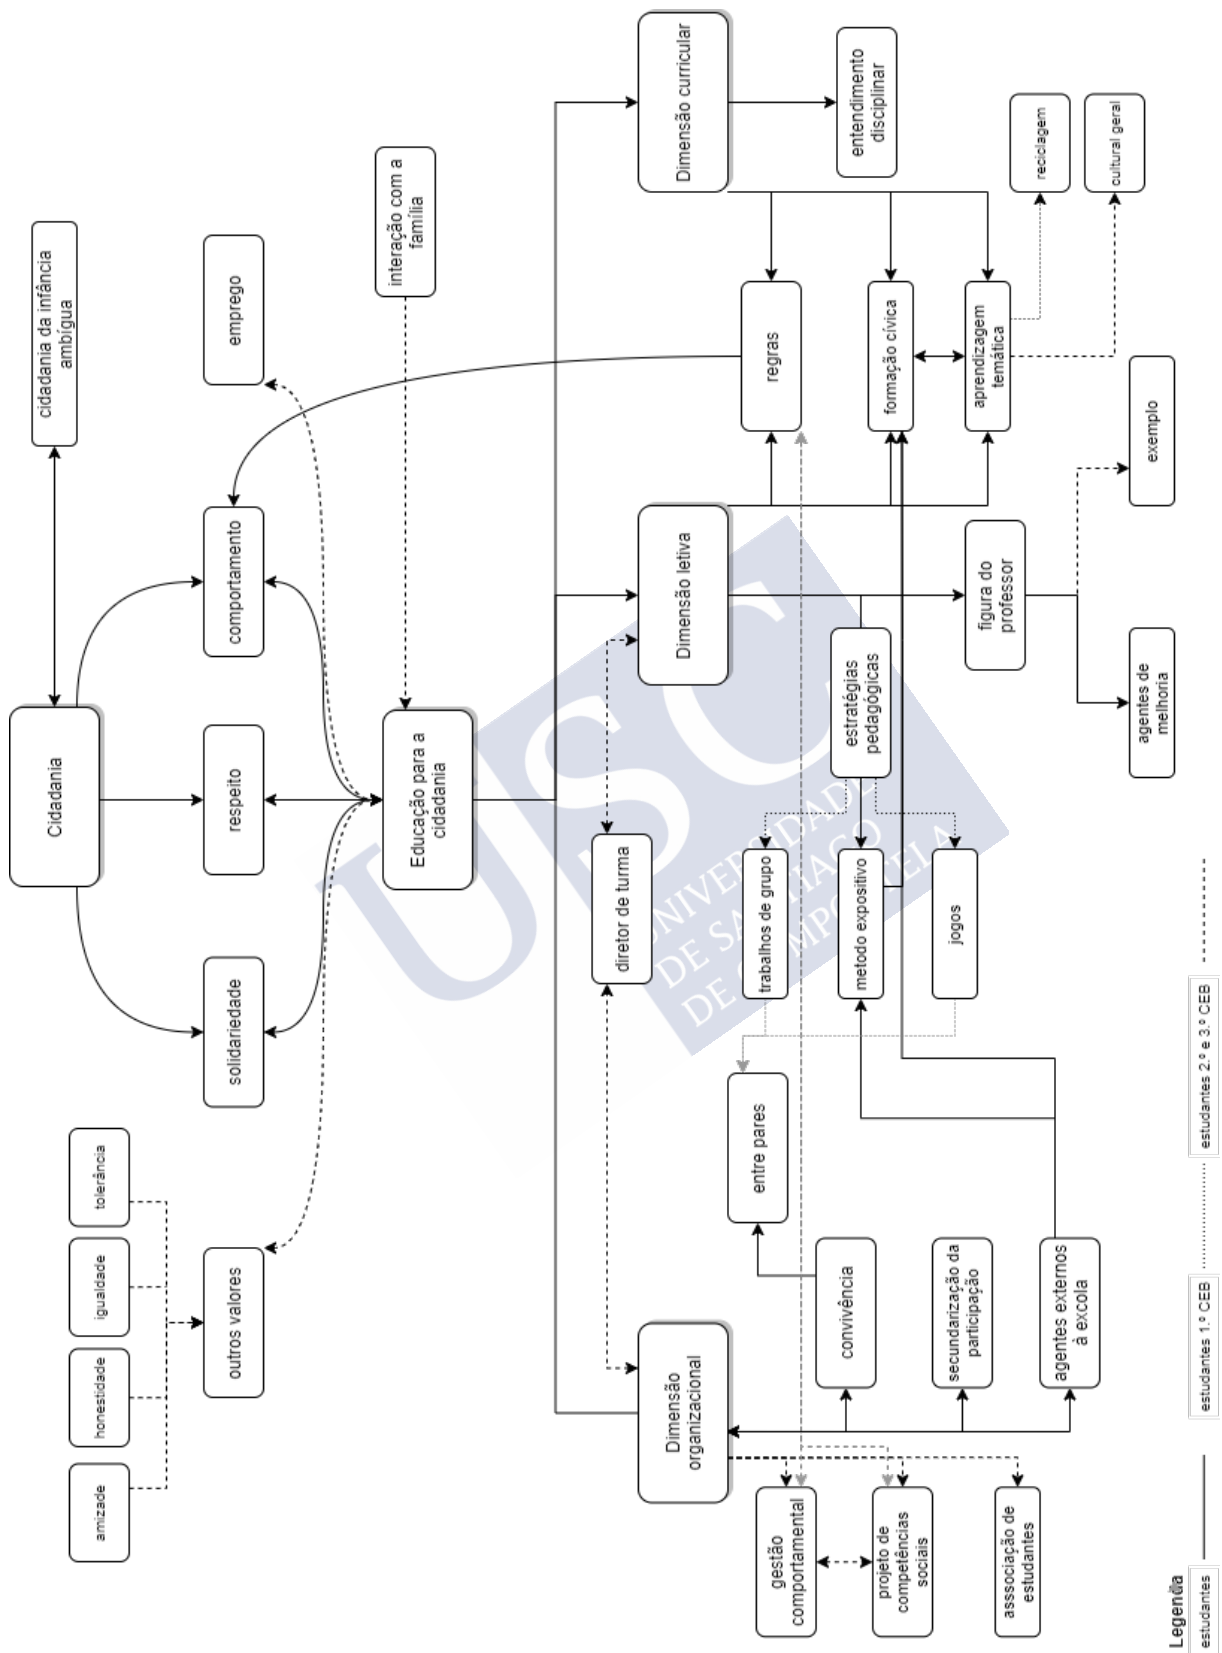 Cidadania
cidadania da infância
ambígua
tolerância
igualdade
honestidade
amizade
outros valores
solidariedade
respeito
comportamento
emprego
Educação para a
cidadania
interação com a
família
diretor de turma
Dimensão
organizacional
Dimensão letiva
Dimensão curricular
gestão
comportamental
projeto de
competências
sociais
asssociação de
estudantes
convivência
secundarização da
participação
agentes externos
à excola
entre pares
trabalhos de grupo
metodo expositivo
jogos
estratégias
pedagógicas
figura do
professor
agentes de
melhoria
exemplo
regras
formação cívica
aprendizagem
temática
entendimento
disciplinar
reciclagem
cultural geral
USC
UNIVERSIDADE
DE SANTIAGO
DE COMPOSTELA
Legenda
estudantes
estudantes 1.º CEB
estudantes 2.º e 3.º CEB